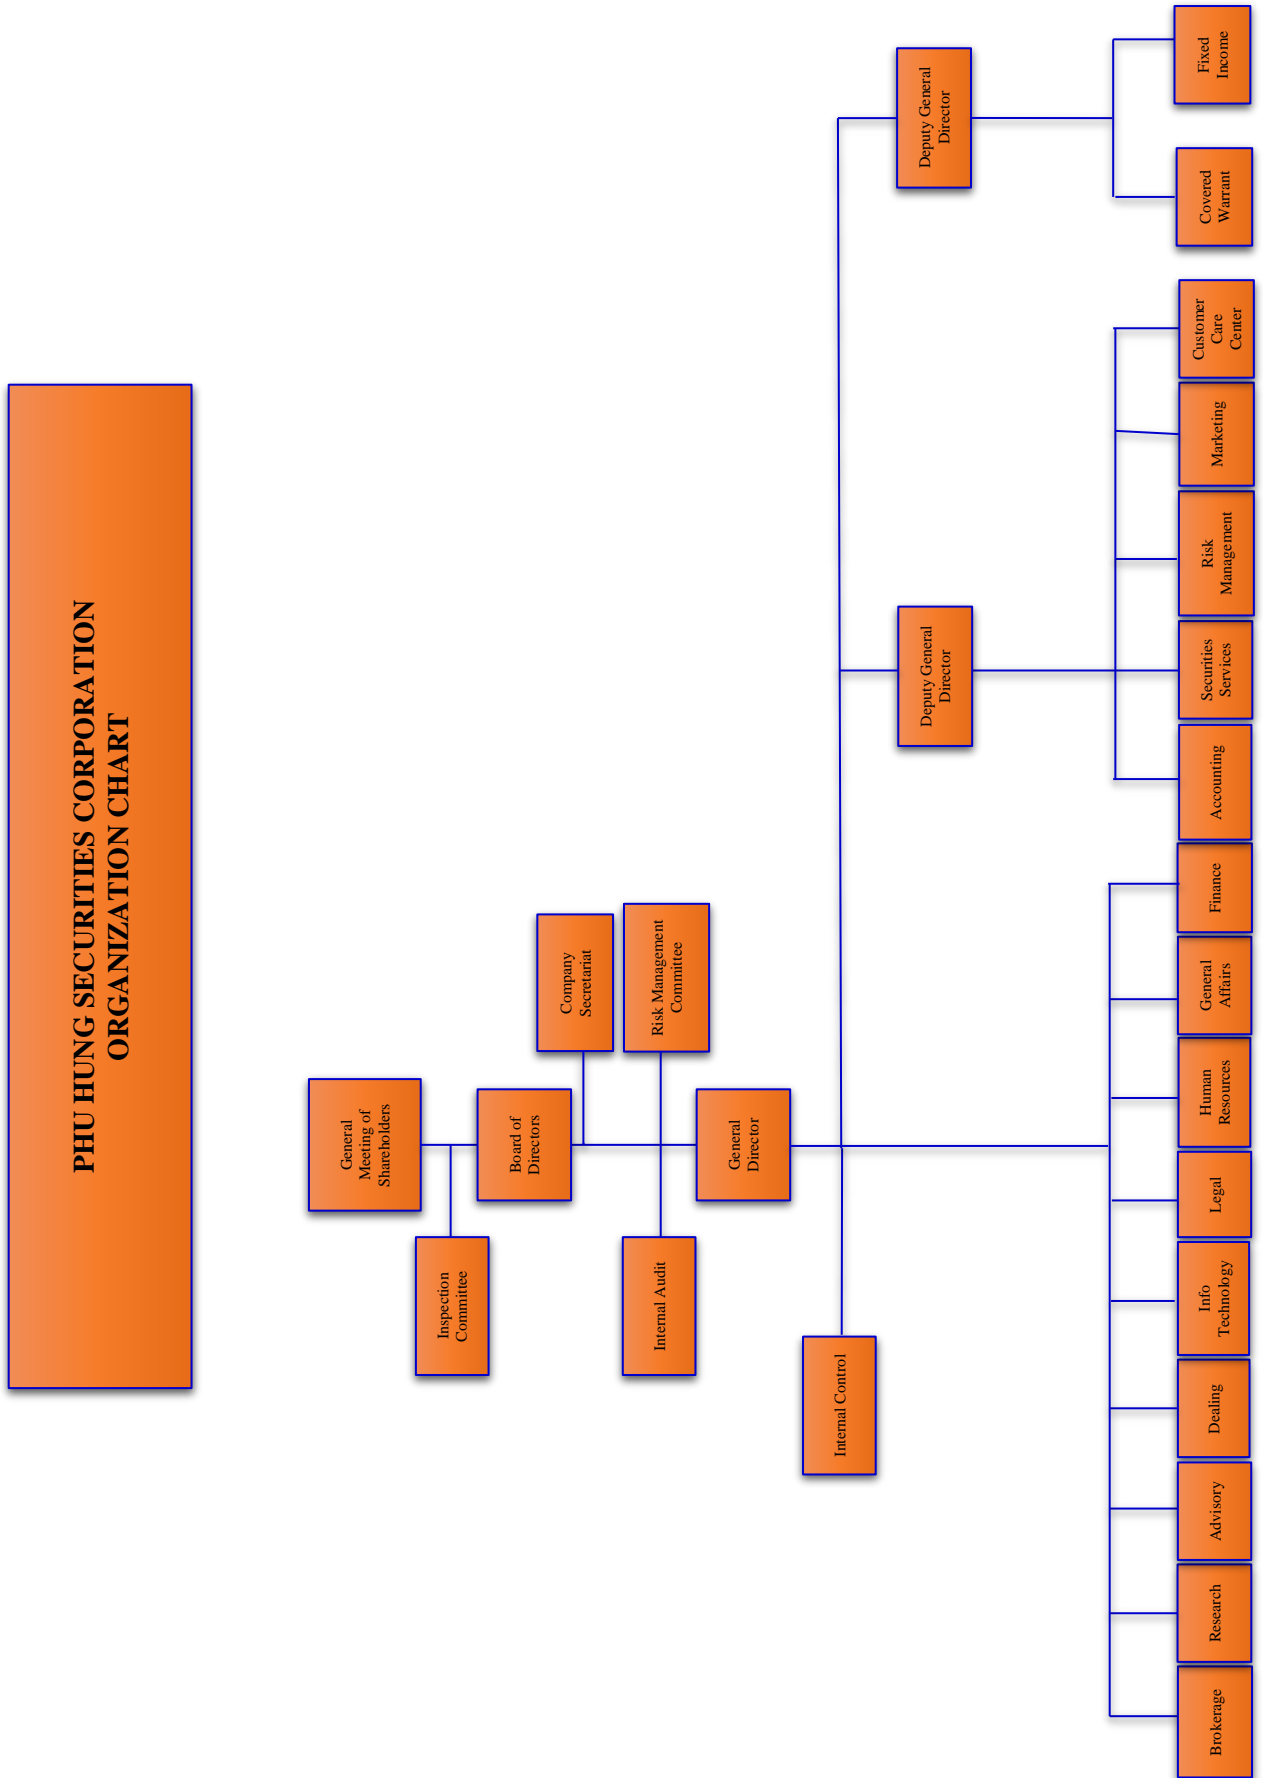 PHU HUNG SECURITIES CORPORATION
ORGANIZATION CHART
General
Meeting of
Shareholders
Inspection
Committee
Board of
Directors
Company
Secretariat
Internal Audit
Risk Management
Committee
General
Director
Internal Control
Deputy General
Director
Deputy General
Director
Brokerage
Research
Advisory
Dealing
Info
Technology
Legal
Human
Resources
General
Affairs
Finance
Accounting
Securities
Services
Risk
Management
Marketing
Customer
Care
Center
Covered
Warrant
Fixed
Income